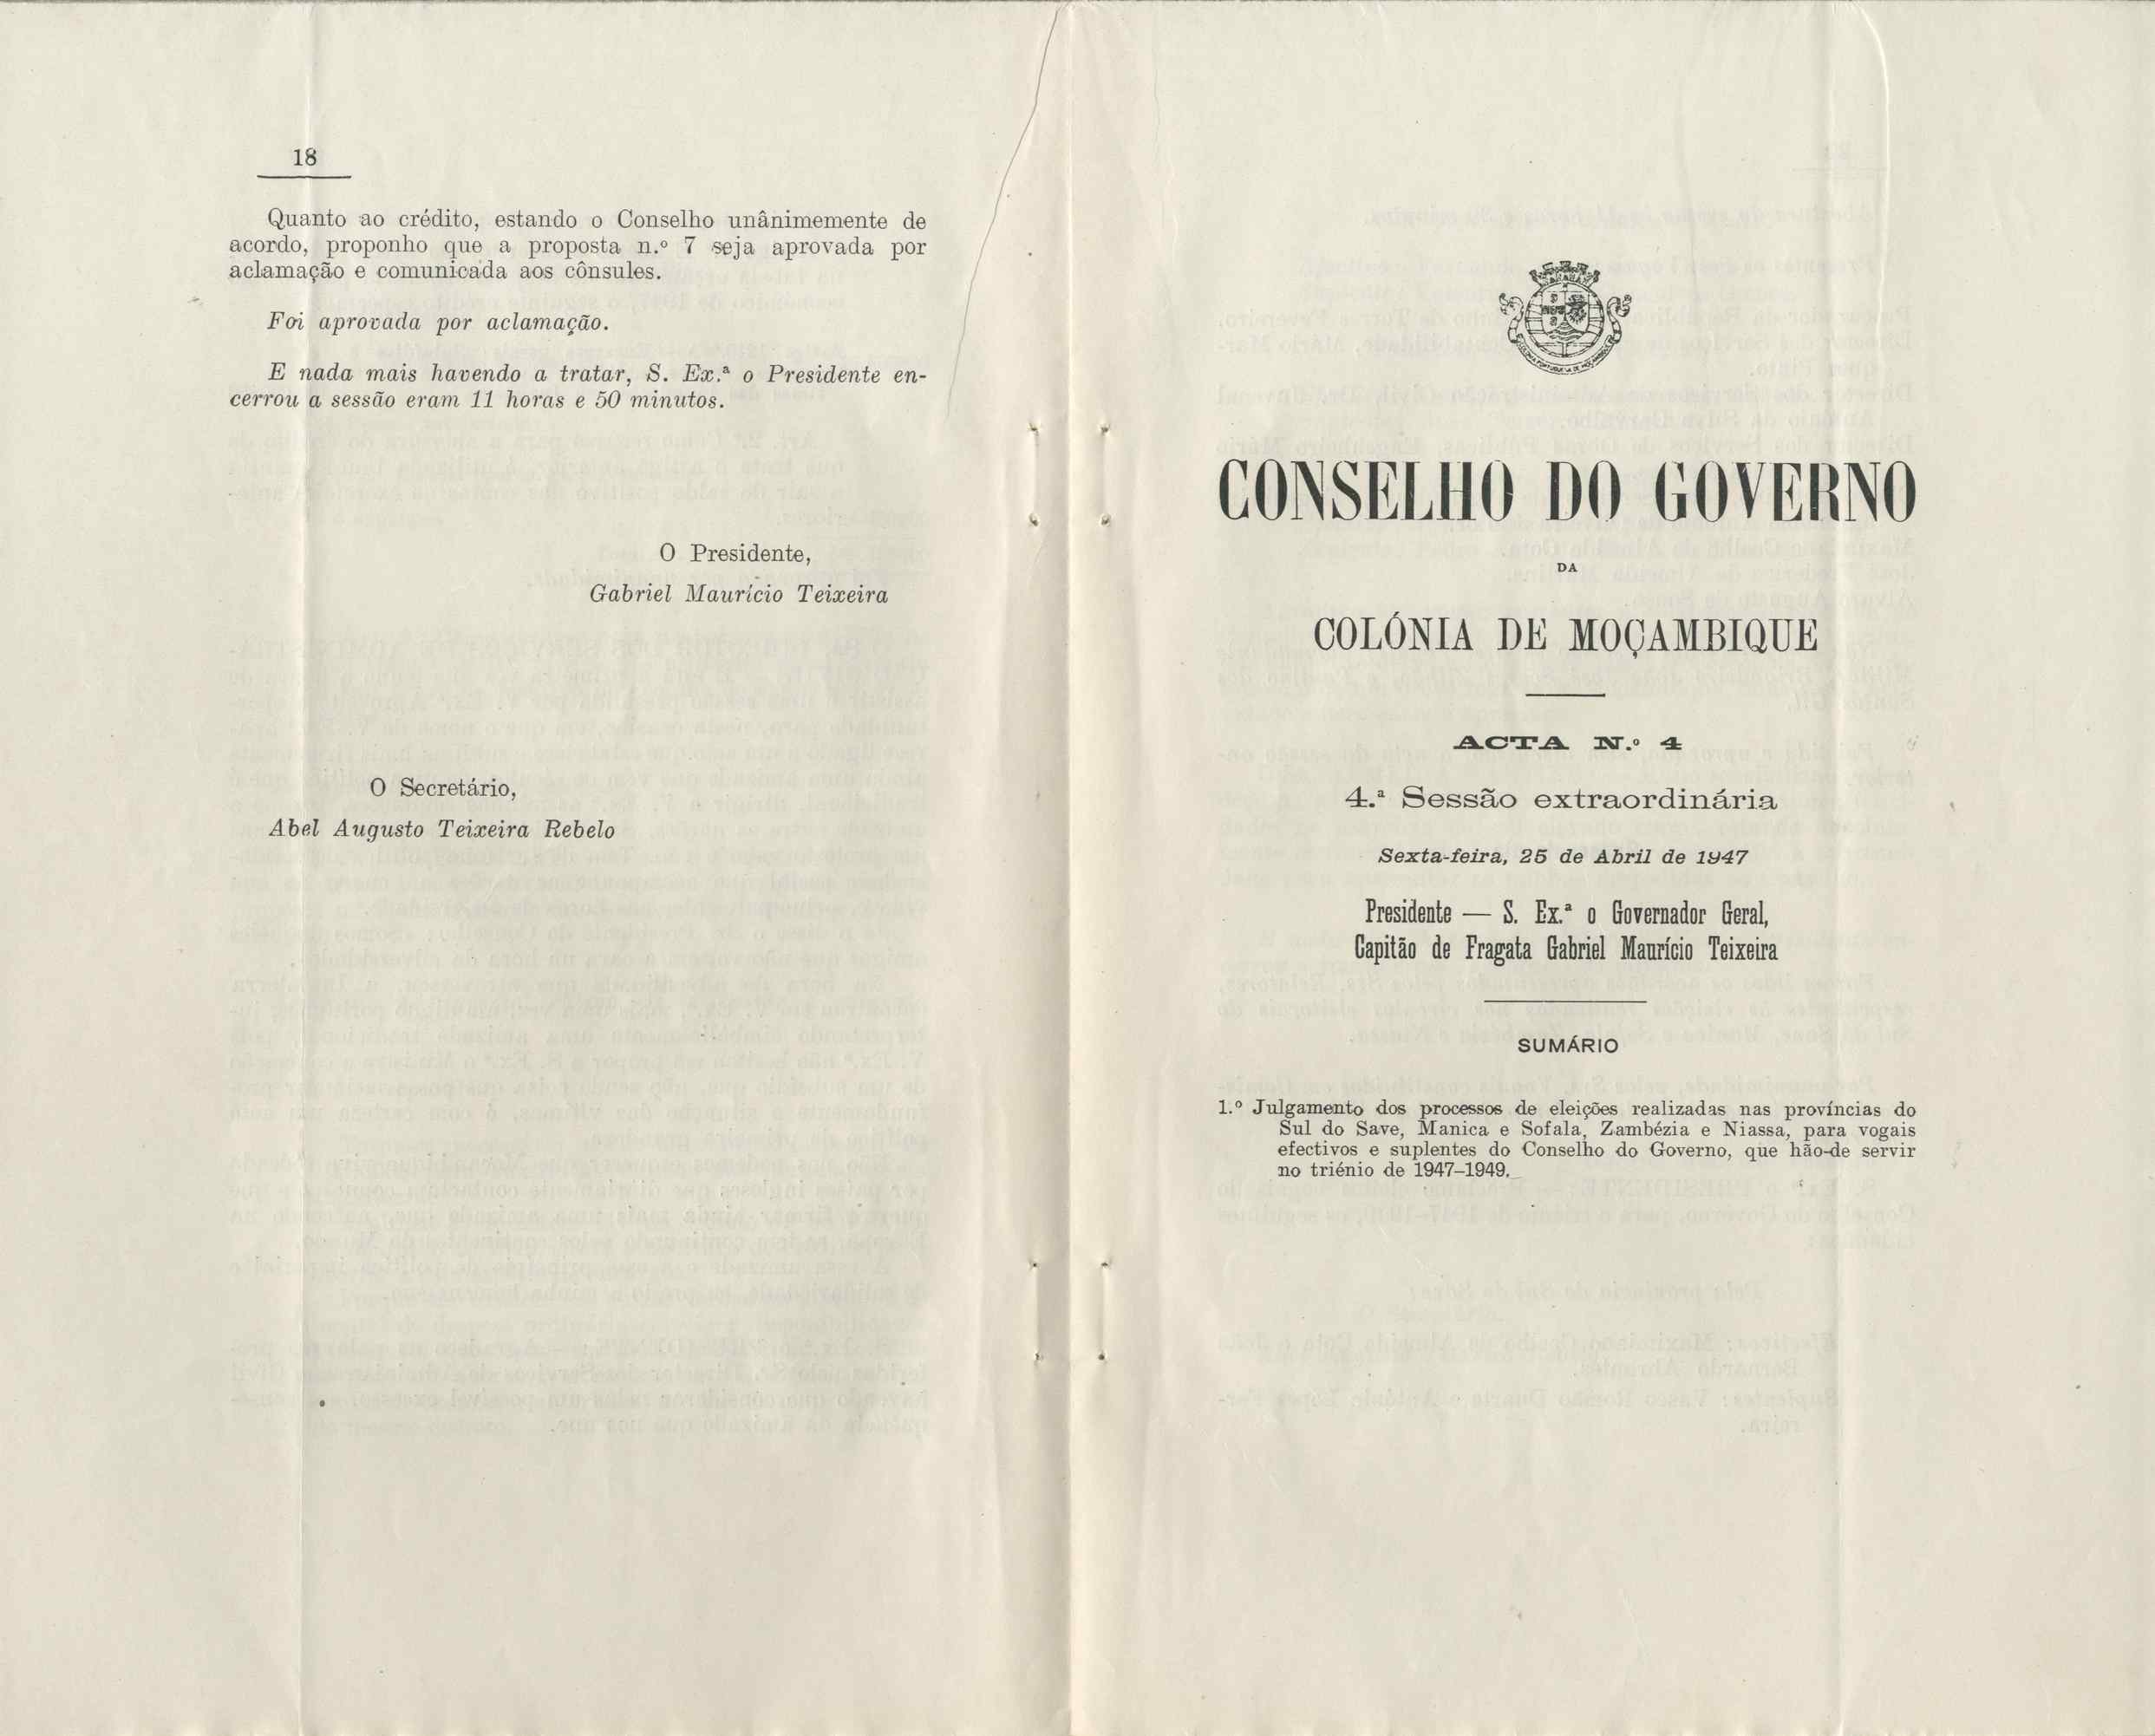 18
Quanto ao crédito, estando o Conselho unânimemente de
acordo, proponho que a proposta n.º 7 seja aprovada por
aclamação e comunicada aos cônsules.
Foi aprovada por aclamação.
E nada mais havendo a tratar, S. Ex.ª o Presidente en-
cerrou a sessão eram 11 horas e 50 minutos.
O Presidente,
Gabriel Maurício Teixeira
O Secretário,
Abel Augusto Teixeira Rebelo
CONSELHO DO GOVERNO
DA
COLÓNIA DE MOÇAMBIQUE
ACTA N.º 4
4.ª Sessão extraordinária
Sexta-feira, 25 de Abril de 1947
Presidente — S. Ex.ª o Governador Geral,
Capitão de Fragata Gabriel Maurício Teixeira
SUMÁRIO
1.º Julgamento dos processos de eleições realizadas nas províncias do
Sul do Save, Manica e Sofala, Zambézia e Niassa, para vogais
efectivos e suplentes do Conselho do Governo, que hão-de servir
no triénio de 1947-1949.